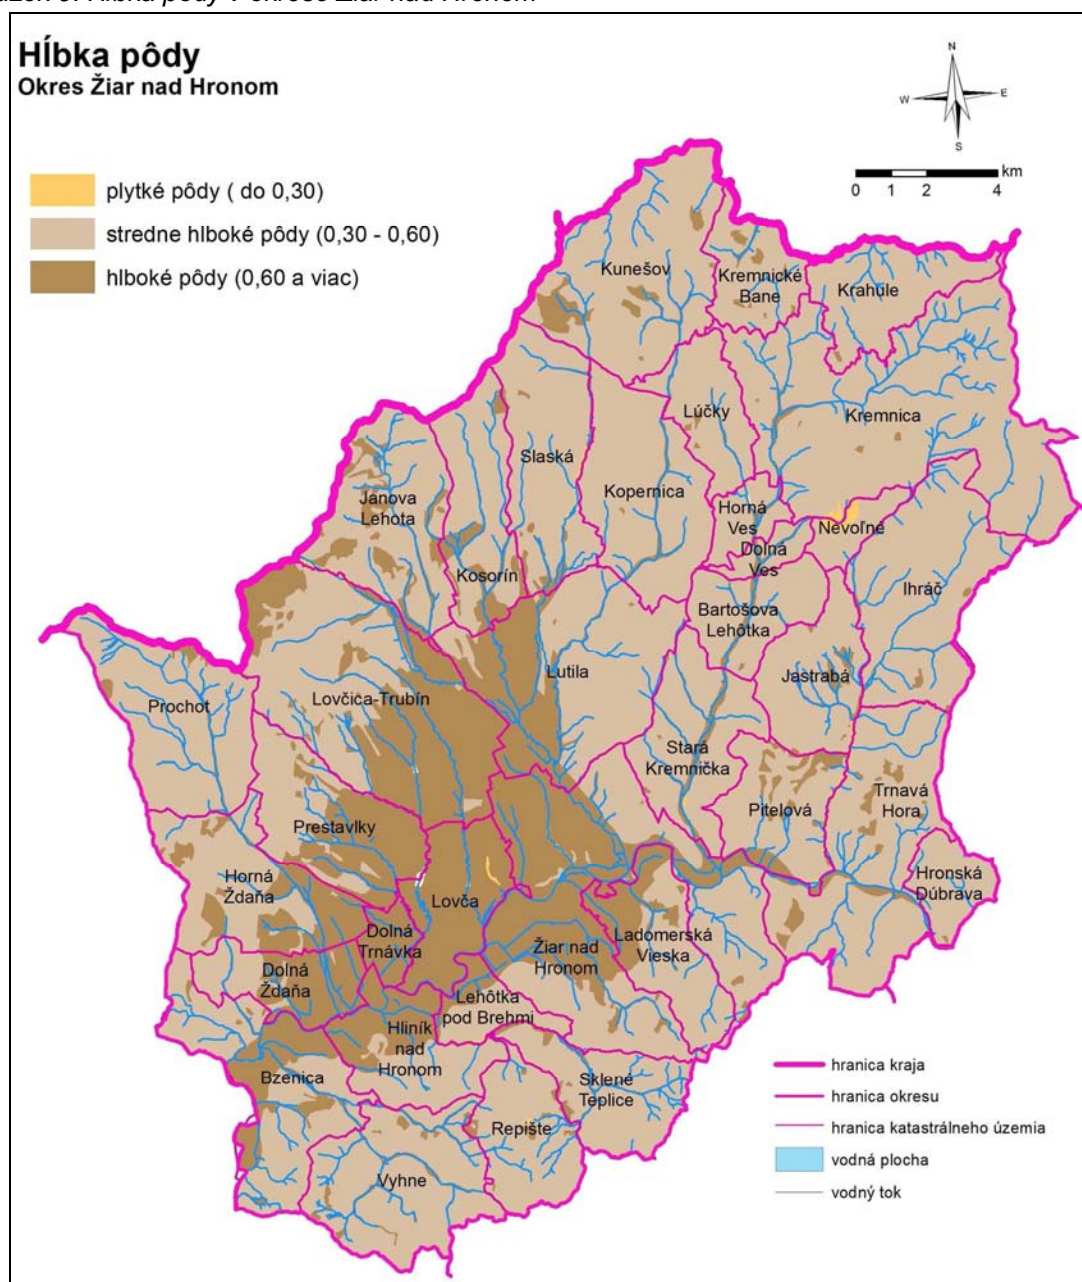 Hĺbka pôdy
Okres Žiar nad Hronom
N
W
E
S
km
0 1 2 4
plytké pôdy ( do 0,30)
stredne hlboké pôdy (0,30 - 0,60)
hlboké pôdy (0,60 a viac)
Kunešov
Kremnické
Bane
Krahule
Lúčky
Kremnica
Slaská
Kopernica
Janova
Lehota
Horná
Ves
Nevoľné
Dolná
Ves
Kosorín
Ihráč
Bartošova
Lehôtka
Lutila
Jastrabá
Lovčica-Trubín
Prochot
Stará
Kremnička
Trnavá
Hora
Pitelová
Prestavlky
Horná
Ždaňa
Hronská
Dúbrava
Lovča
Dolná
Trnávka
Žiar nad
Hronom
Ladomerská
Vieska
Dolná
Ždaňa
Lehôtka
pod Brehmi
Hliník
nad
Hronom
Bzenica
Sklené
Teplice
Repište
Vyhne
hranica kraja
hranica okresu
hranica katastrálneho územia
vodná plocha
vodný tok